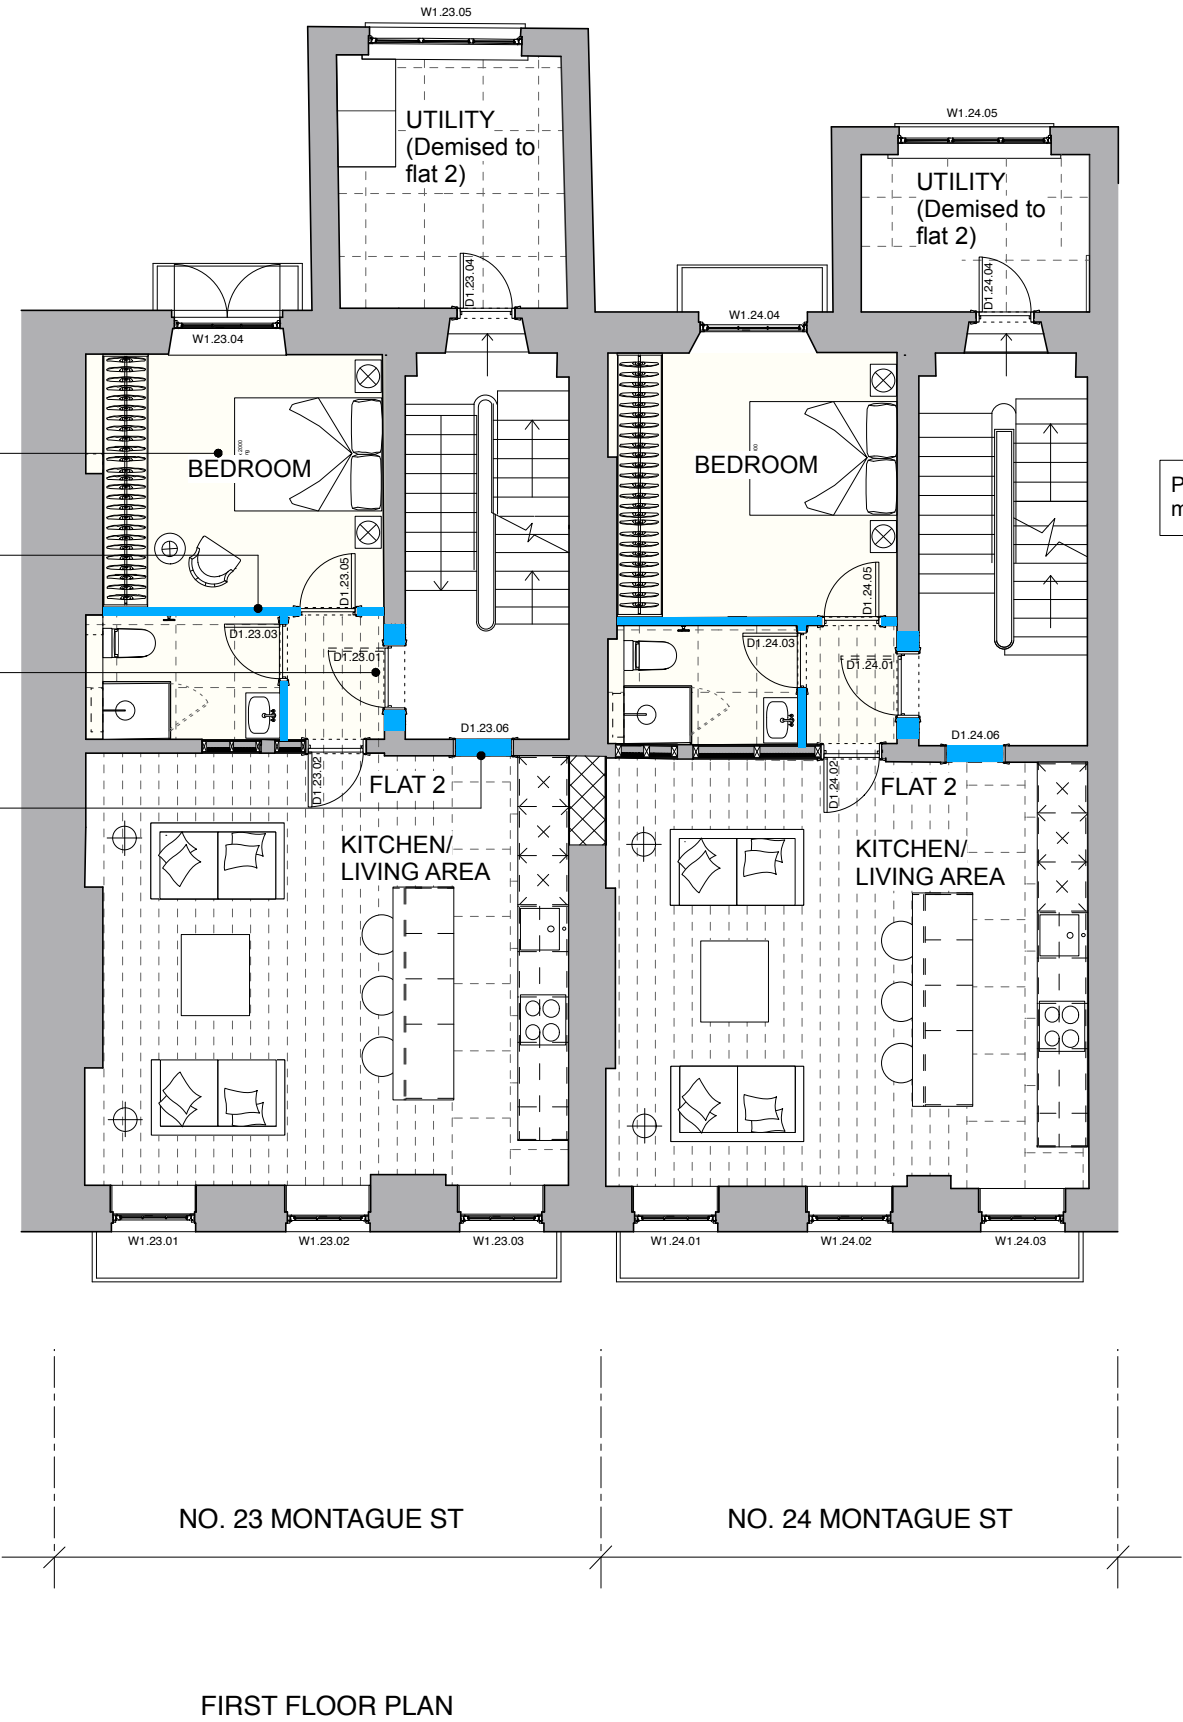 W1.23.05
W1.24.05
UTILITY
(Demised to
flat 2)
UTILITY
(Demised to
flat 2)
D1.23.04
D1.24.04
W1.23.04
W1.24.04
BEDROOM
BEDROOM
D1.23.05
D1.24.05
D1.23.03
D1.23.01
D1.24.03
D1.24.01
D1.23.06
D1.24.06
D1.23.02
D1.24.02
FLAT 2
FLAT 2
KITCHEN/
LIVING AREA
KITCHEN/
LIVING AREA
W1.23.01
W1.23.02
W1.23.03
W1.24.01
W1.24.02
W1.24.03
NO. 23 MONTAGUE ST
NO. 24 MONTAGUE ST
FIRST FLOOR PLAN